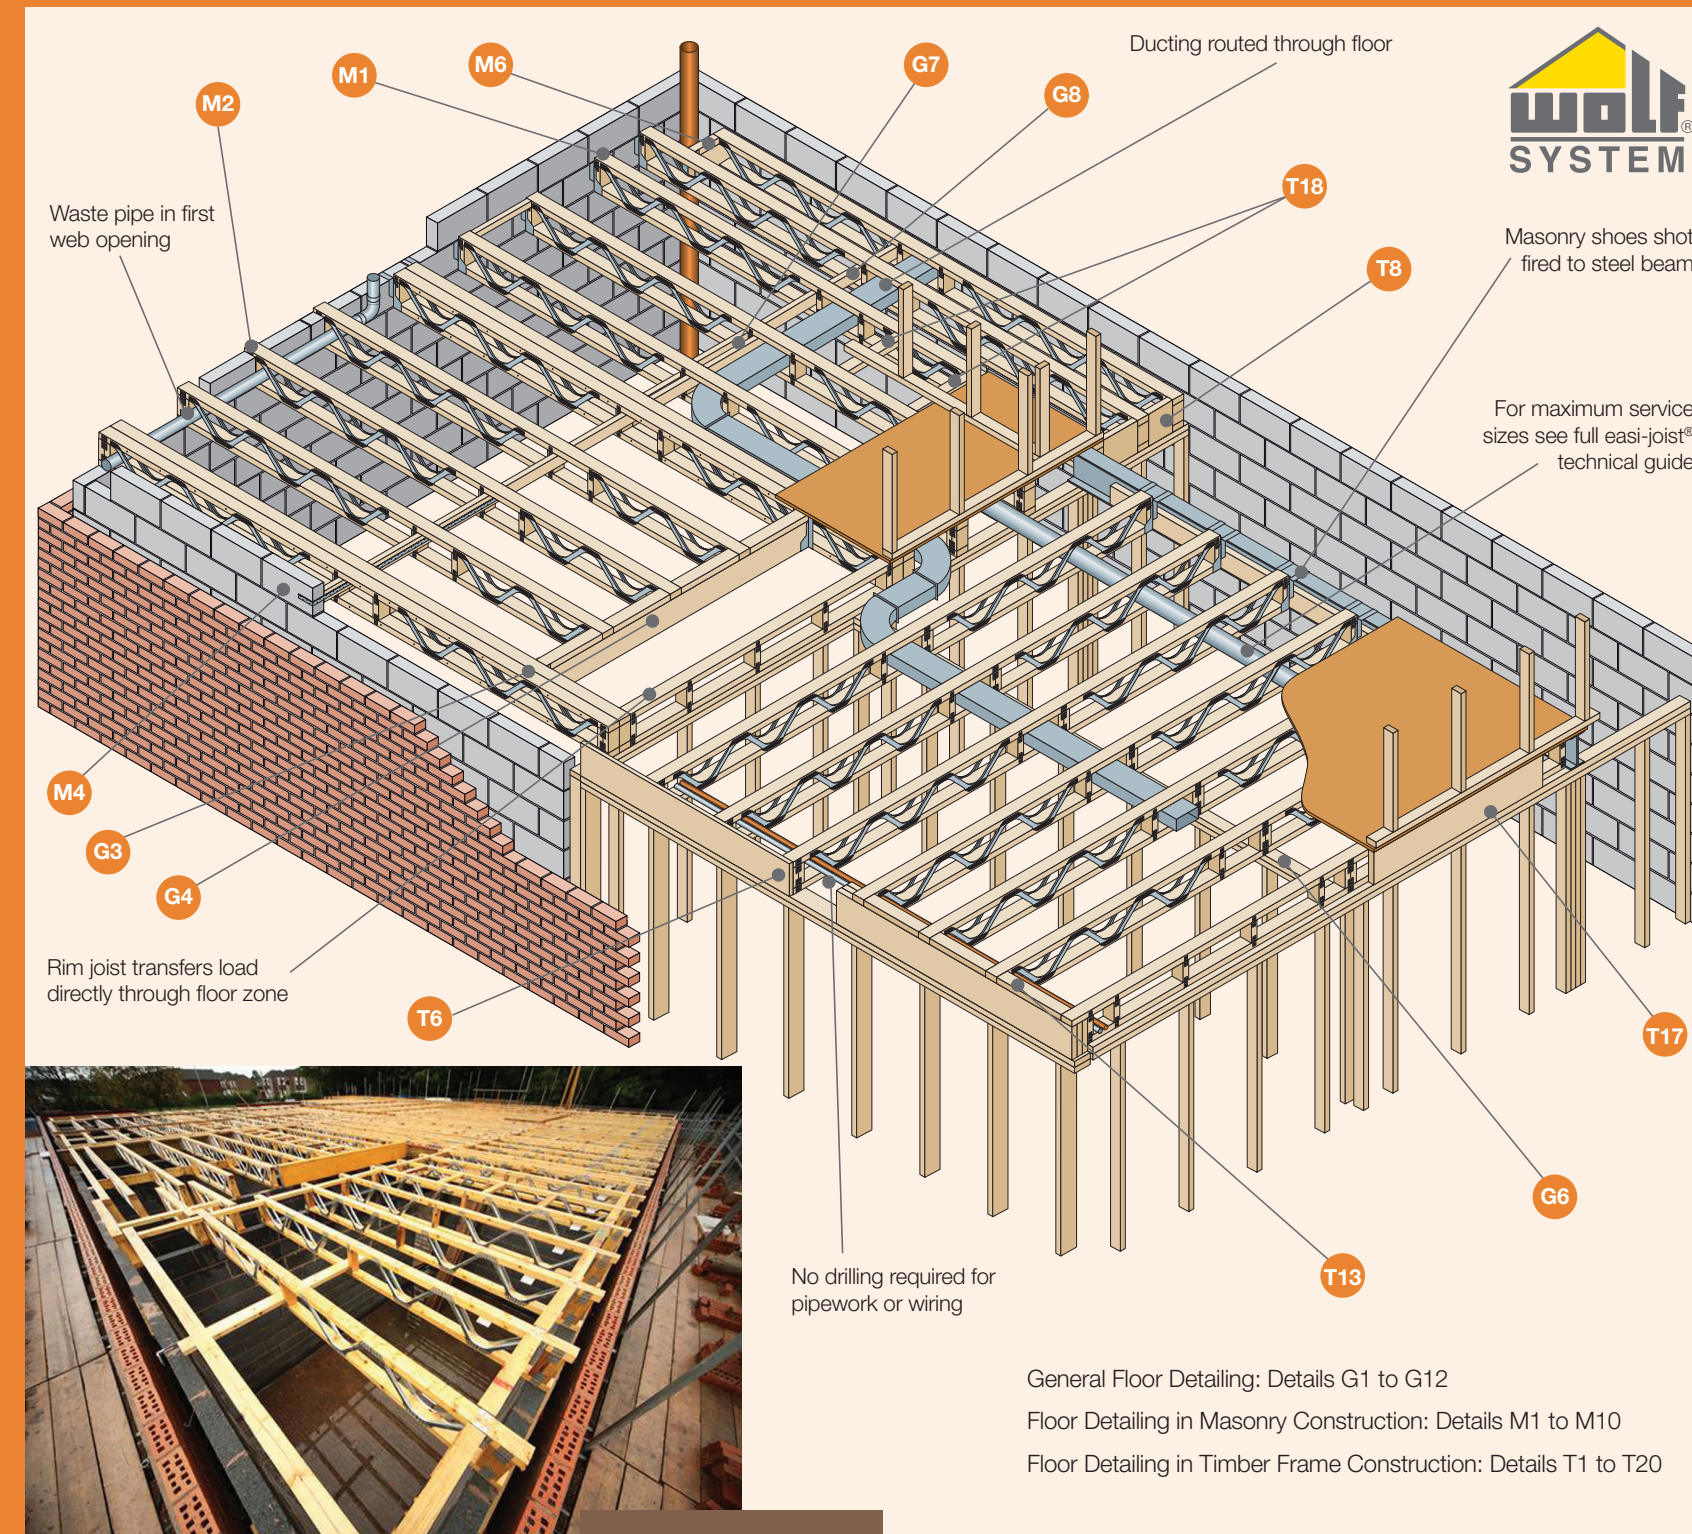 M1
M6
G7
Ducting routed through floor
G8
M2
wolf®
SYSTEM
T18
Waste pipe in first
web opening
Masonry shoes shot
fired to steel beam
T8
For maximum service
sizes see full easi-joist®
technical guide
M4
G3
G4
Rim joist transfers load
directly through floor zone
T6
T17
G6
T13
No drilling required for
pipework or wiring
General Floor Detailing: Details G1 to G12
Floor Detailing in Masonry Construction: Details M1 to M10
Floor Detailing in Timber Frame Construction: Details T1 to T20